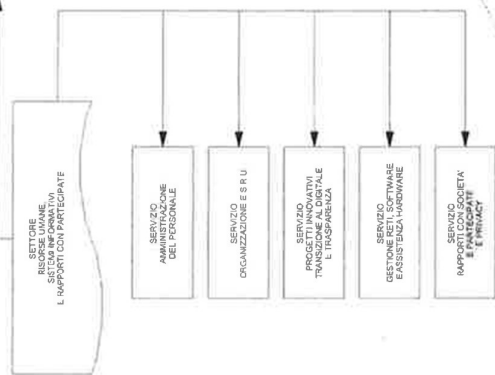 SETTORE
RISORSE UMANE,
SISTEMI INFORMATIVI
E RAPPORTI CON PARTECIPATE
SERVIZIO
AMMINISTRAZIONE
DEL PERSONALE
SERVIZIO
ORGANIZZAZIONE E S R U
SERVIZIO
PROGETTI INNOVATIVI
TRANSIZIONE AL DIGITALE
E TRASPARENZA
SERVIZIO
GESTIONE RETI, SOFTWARE
E ASSISTENZA HARDWARE
SERVIZIO
RAPPORTI CON SOCIETA'
E PARTECIPATE
E PRIVACY